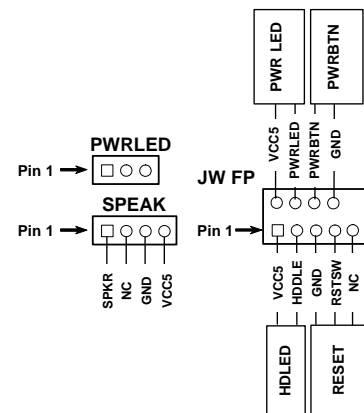 PWR LED
PWRBTN
VCC5
PWRLED
PWRBTN
GND
PWRLED
Pin 1
JW FP
SPEAK
Pin 1
Pin 1
SPKR
NC
GND
VCC5
VCC5
HDDLE
GND
RSTSW
NC
HDLED
RESET